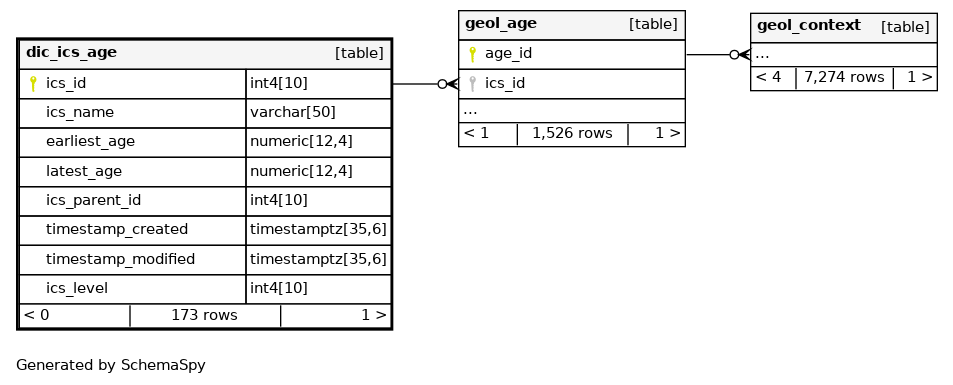 dic_ics_age [table]
ics_id int4[10]
ics_name varchar[50]
earliest_age numeric[12,4]
latest_age numeric[12,4]
ics_parent_id int4[10]
timestamp_created timestamptz[35,6]
timestamp_modified timestamptz[35,6]
ics_level int4[10]
< 0 173 rows 1 >
geol_age [table]
age_id
ics_id
...
< 1 1,526 rows 1 >
geol_context [table]
...
< 4 7,274 rows 1 >
Generated by SchemaSpy